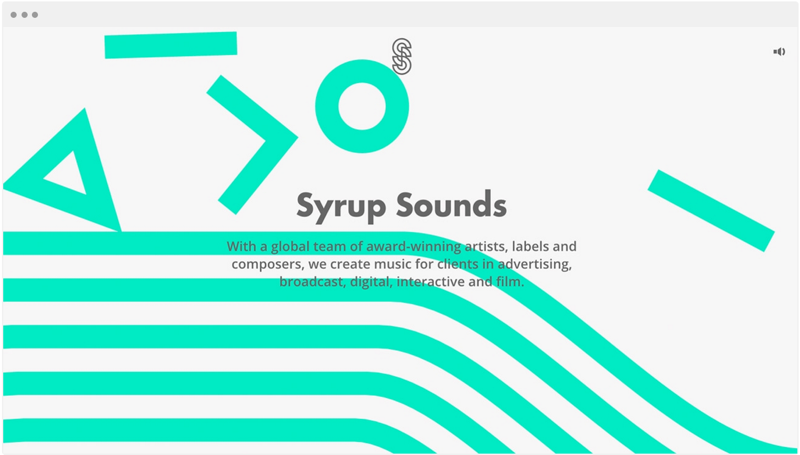 Syrup Sounds
With a global team of award-winning artists, labels and
composers, we create music for clients in advertising,
broadcast, digital, interactive and film.